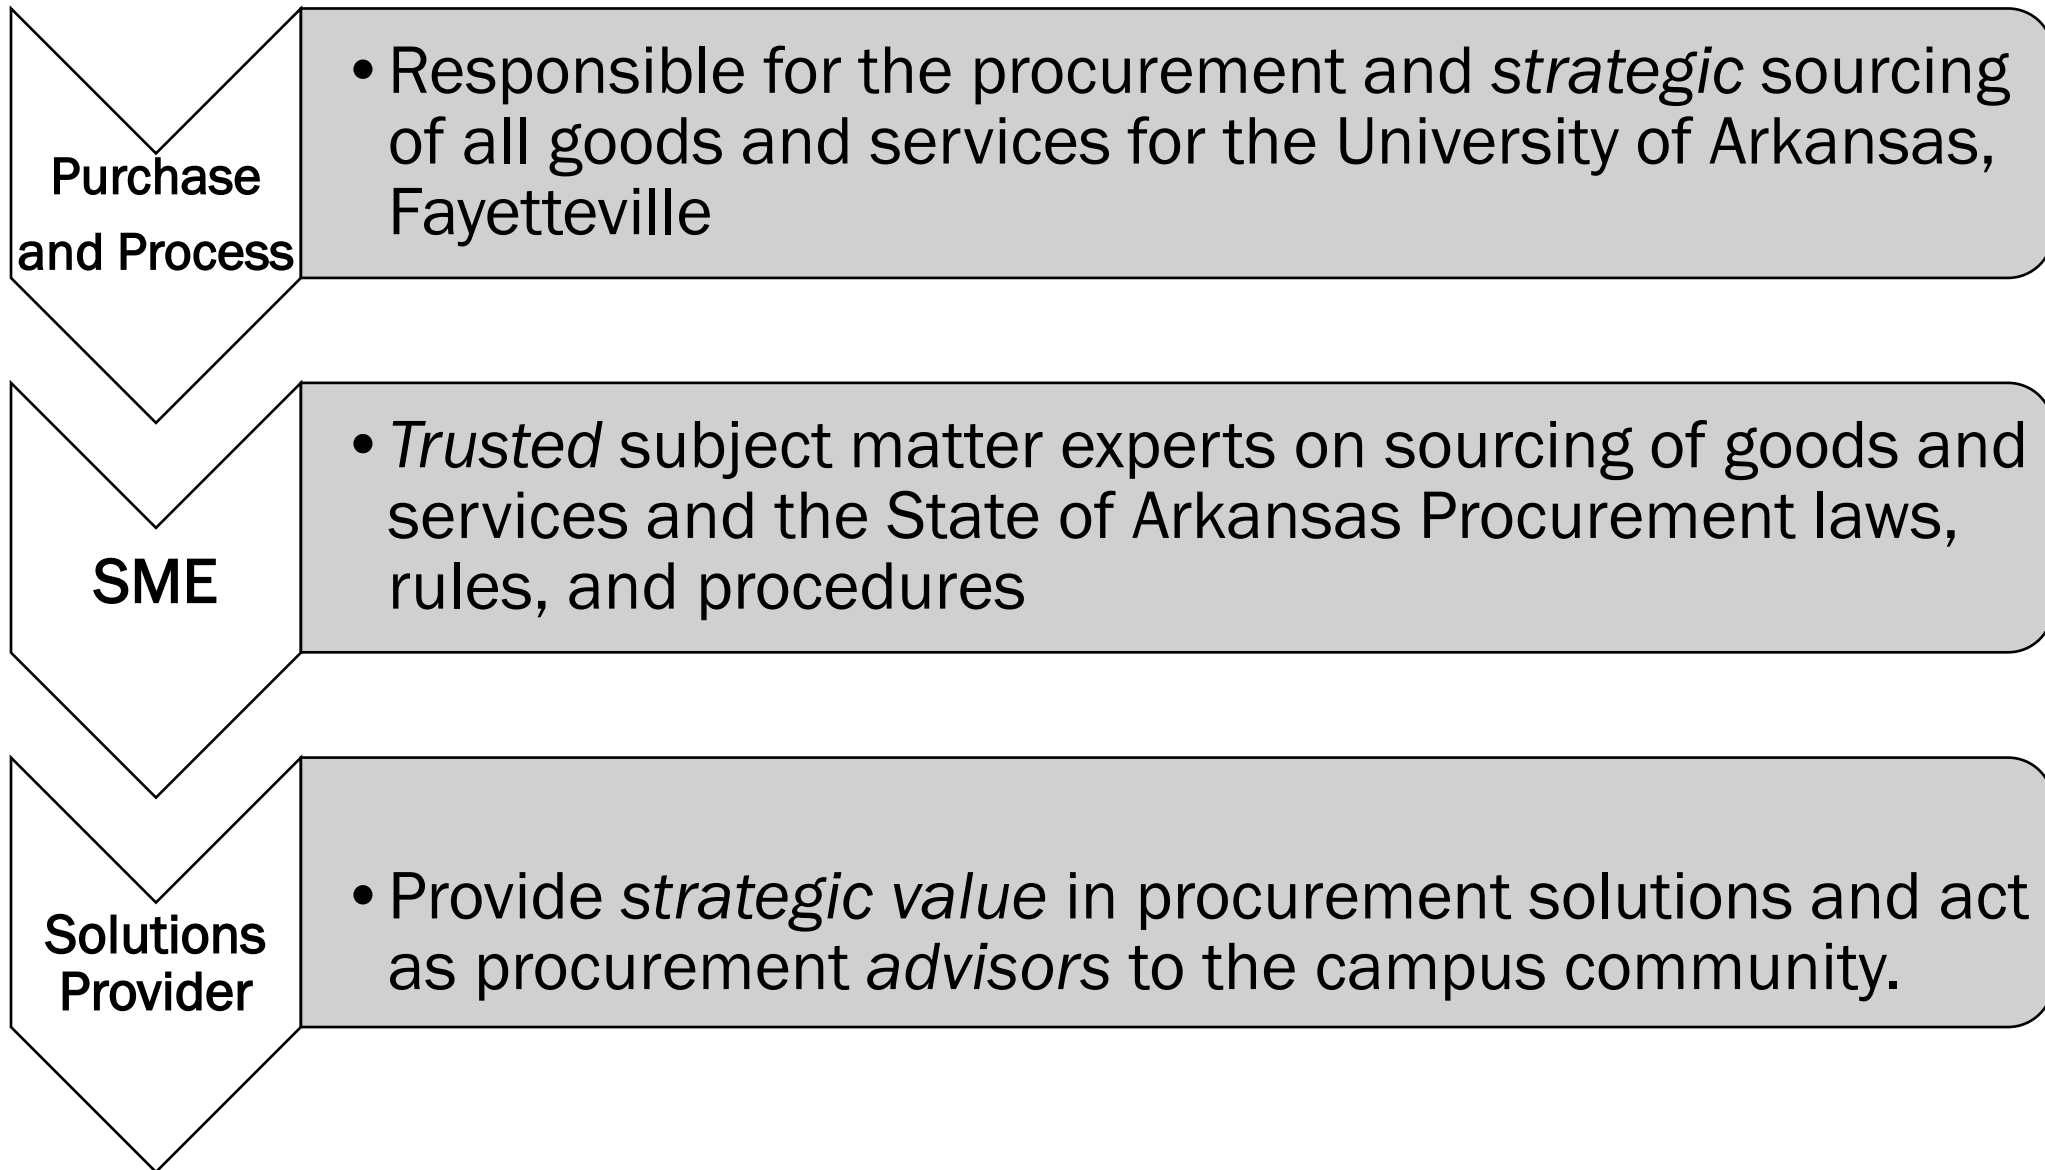 Purchase
and Process
• Responsible for the procurement and strategic sourcing
of all goods and services for the University of Arkansas,
Fayetteville
SME
• Trusted subject matter experts on sourcing of goods and
services and the State of Arkansas Procurement laws,
rules, and procedures
Solutions
Provider
• Provide strategic value in procurement solutions and act
as procurement advisors to the campus community.